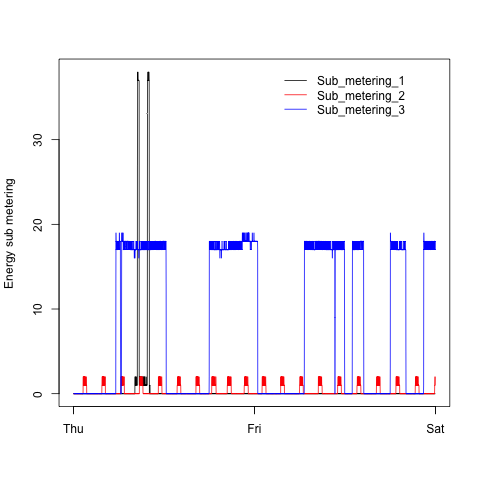 Sub_metering_1
Sub_metering_2
Sub_metering_3
Energy sub metering
30
20
10
0
Thu Fri Sat